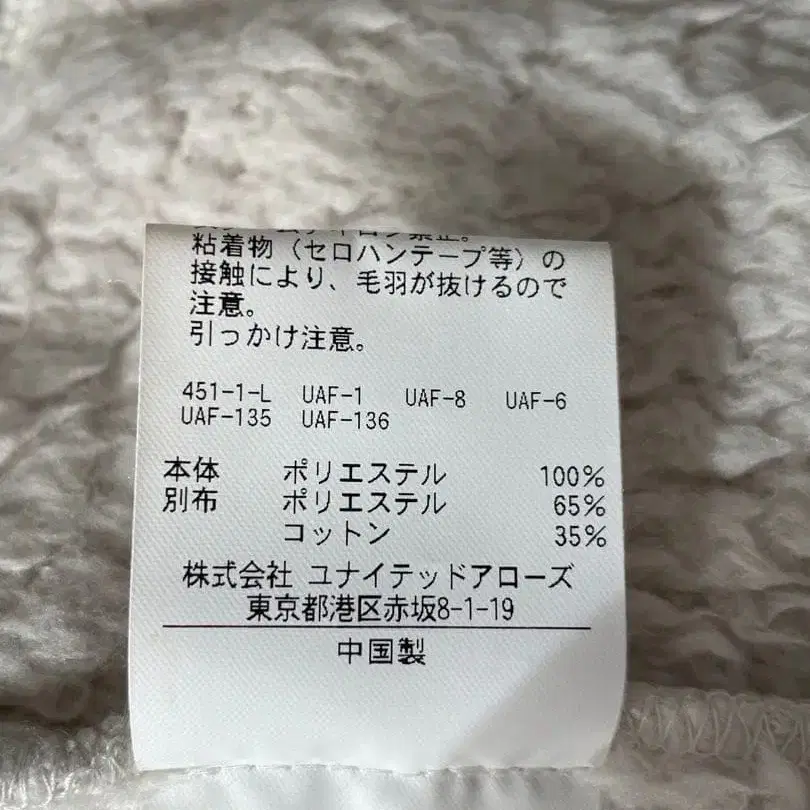 粘着物（セロハンテープ等）の
接触により、毛羽が抜けるので
注意。
引っかけ注意。
451-1-L UAF-1 UAF-8 UAF-6
UAF-135 UAF-136
本体 ポリエステル 100%
別布 ポリエステル 65%
コットン 35%
株式会社 ユナイテッドアローズ
東京都港区赤坂8-1-19
中国製